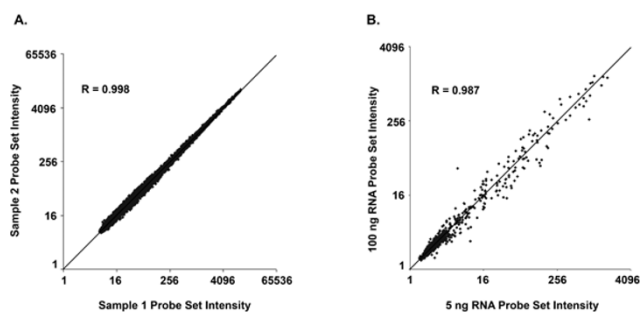 A.
65536
4096
256
16
1
R = 0.998
Sample 2 Probe Set Intensity
1 16 256 4096 65536
Sample 1 Probe Set Intensity
B.
4096
256
16
1
R = 0.987
100 ng RNA Probe Set Intensity
1 16 256 4096
5 ng RNA Probe Set Intensity